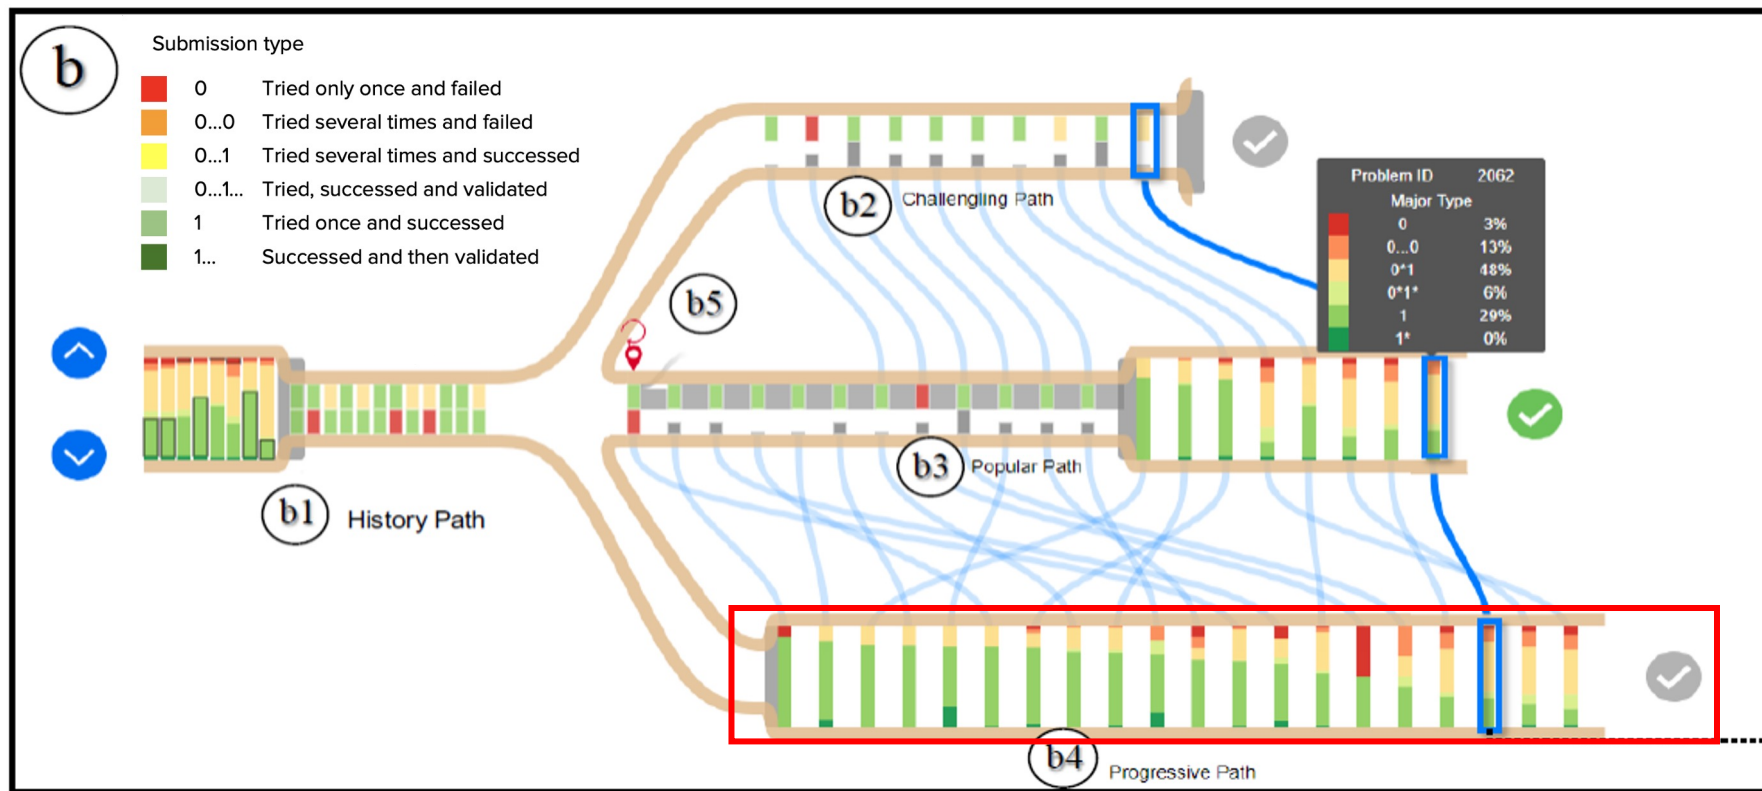 b
Submission type
0 Tried only once and failed
0...0 Tried several times and failed
0...1 Tried several times and successed
0...1... Tried, successed and validated
1 Tried once and successed
1... Successed and then validated
b2 Challengling Path
Problem ID 2062
Major Type
0 3%
0...0 13%
0*1 48%
0*1* 6%
1 29%
1* 0%
b5
b3 Popular Path
b1 History Path
b4 Progressive Path